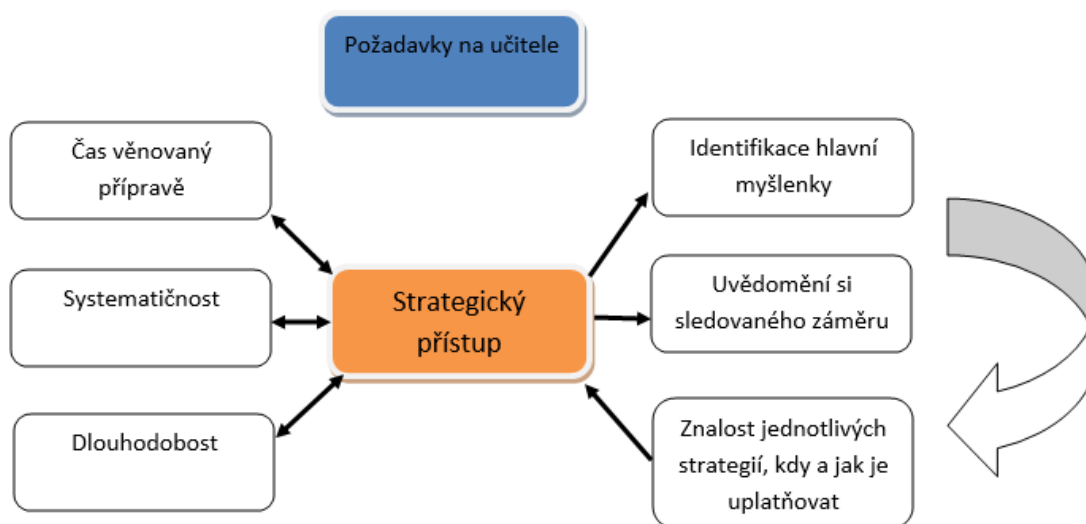 Požadavky na učitele
Čas věnovaný
přípravě
Systematičnost
Dlouhodobost
Strategický
přístup
Identifikace hlavní
myšlenky
Uvědomění si
sledovaného záměru
Znalost jednotlivých
strategií, kdy a jak je
uplatňovat